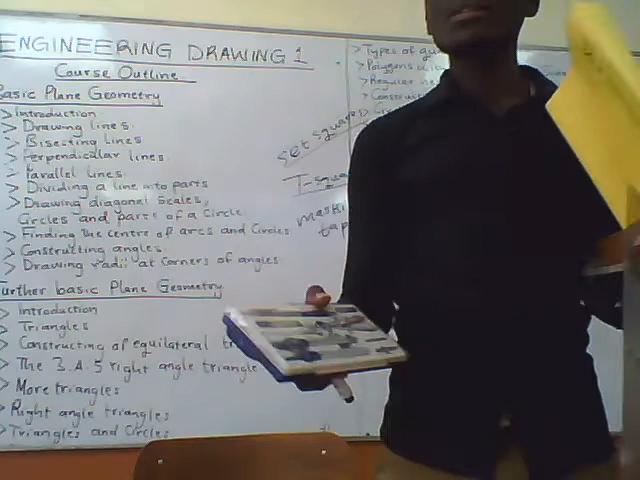 ENGINEERING DRAWING 1
Course Outline
Basic Plane Geometry
> Introduction
> Drawing lines
> Bisecting lines
> Perpendicular lines
> Parallel lines
> Dividing a line into parts
> Drawing diagonal Scales,
Circles and parts of a Circle
> Finding the centre of arcs and Circles
> Constructing angles
> Drawing radii at corners of angles
Further basic Plane Geometry
> Introduction
> Triangles
> Constructing of equilateral
> The 3.4.5 right angle triangle
> More triangles
> Right angle triangles
> Triangles and Circles
> Types of
> Polygons
> Regular
Set square
T-squa
maski
tap